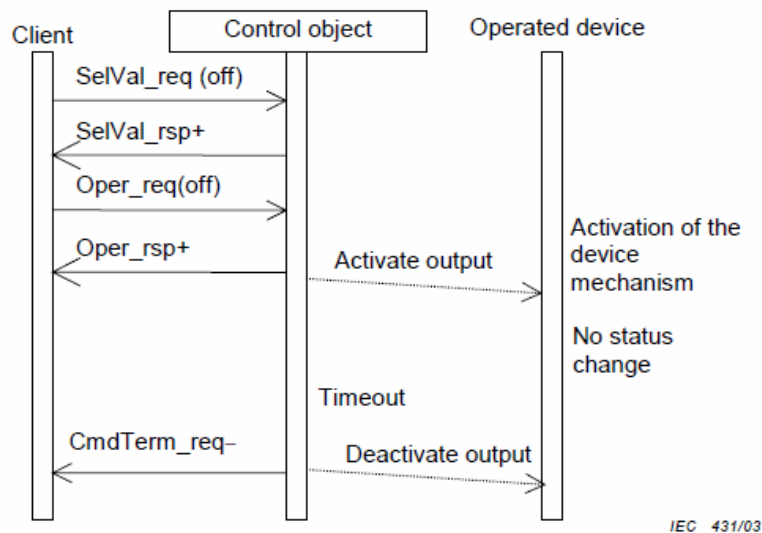 Client
Control object
Operated device
SelVal_req (off)
SelVal_rsp+
Oper_req(off)
Oper_rsp+
Activate output
Activation of the
device
mechanism
No status
change
Timeout
CmdTerm_req–
Deactivate output
IEC 431/03